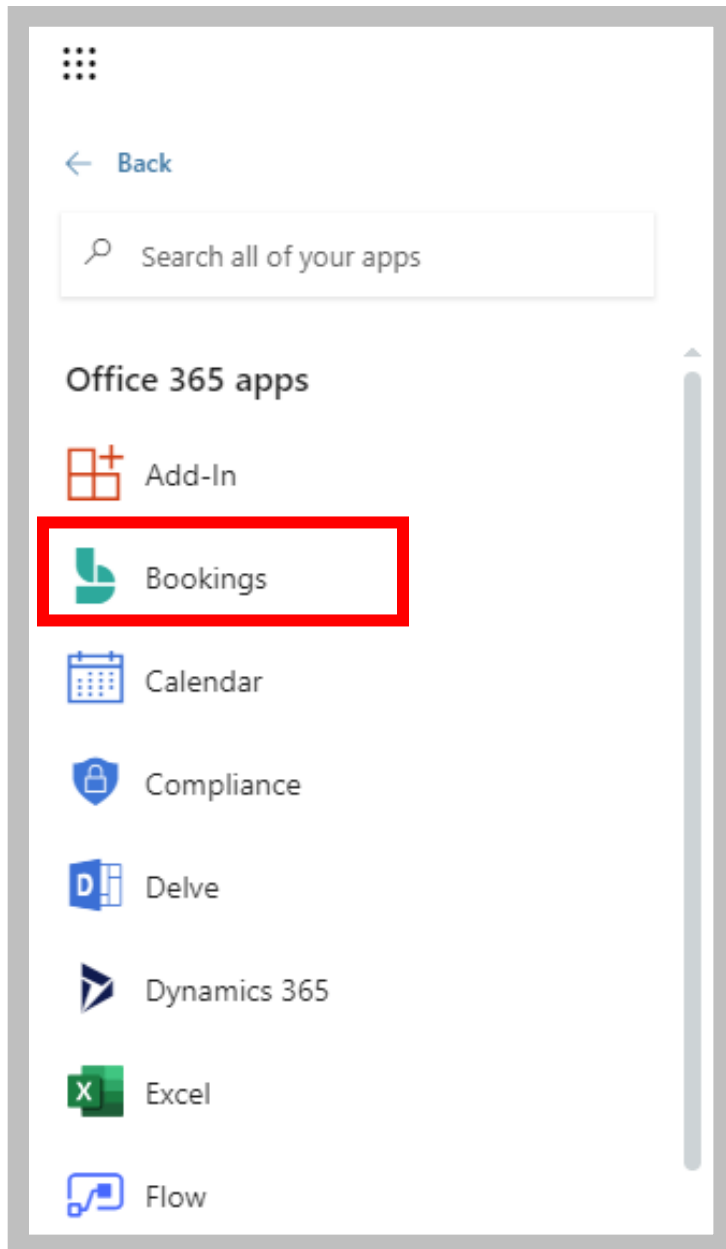 Back
Search all of your apps
Office 365 apps
Add-In
Bookings
Calendar
Compliance
D
Delve
Dynamics 365
X
Excel
Flow